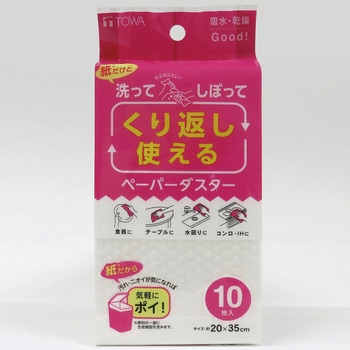 TOWA
吸水・乾燥
Good!
紙だけど
洗って しぼって
くり返し
使える
ペーパーダスター
食器に テーブルに 水回りに コンロ・IHに
紙だから
汚れ・ニオイが気になれば
気軽に
ポイ!
10
枚入
サイズ:約20×35cm